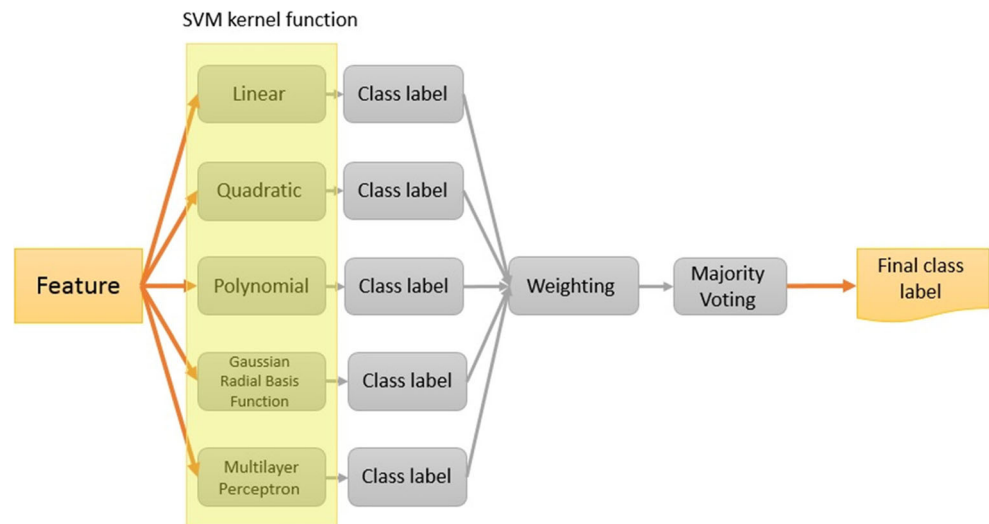 SVM kernel function
Linear
Class label
Quadratic
Class label
Feature
Polynomial
Class label
Weighting
Majority
Voting
Final class
label
Gaussian
Radial Basis
Function
Class label
Multilayer
Perceptron
Class label